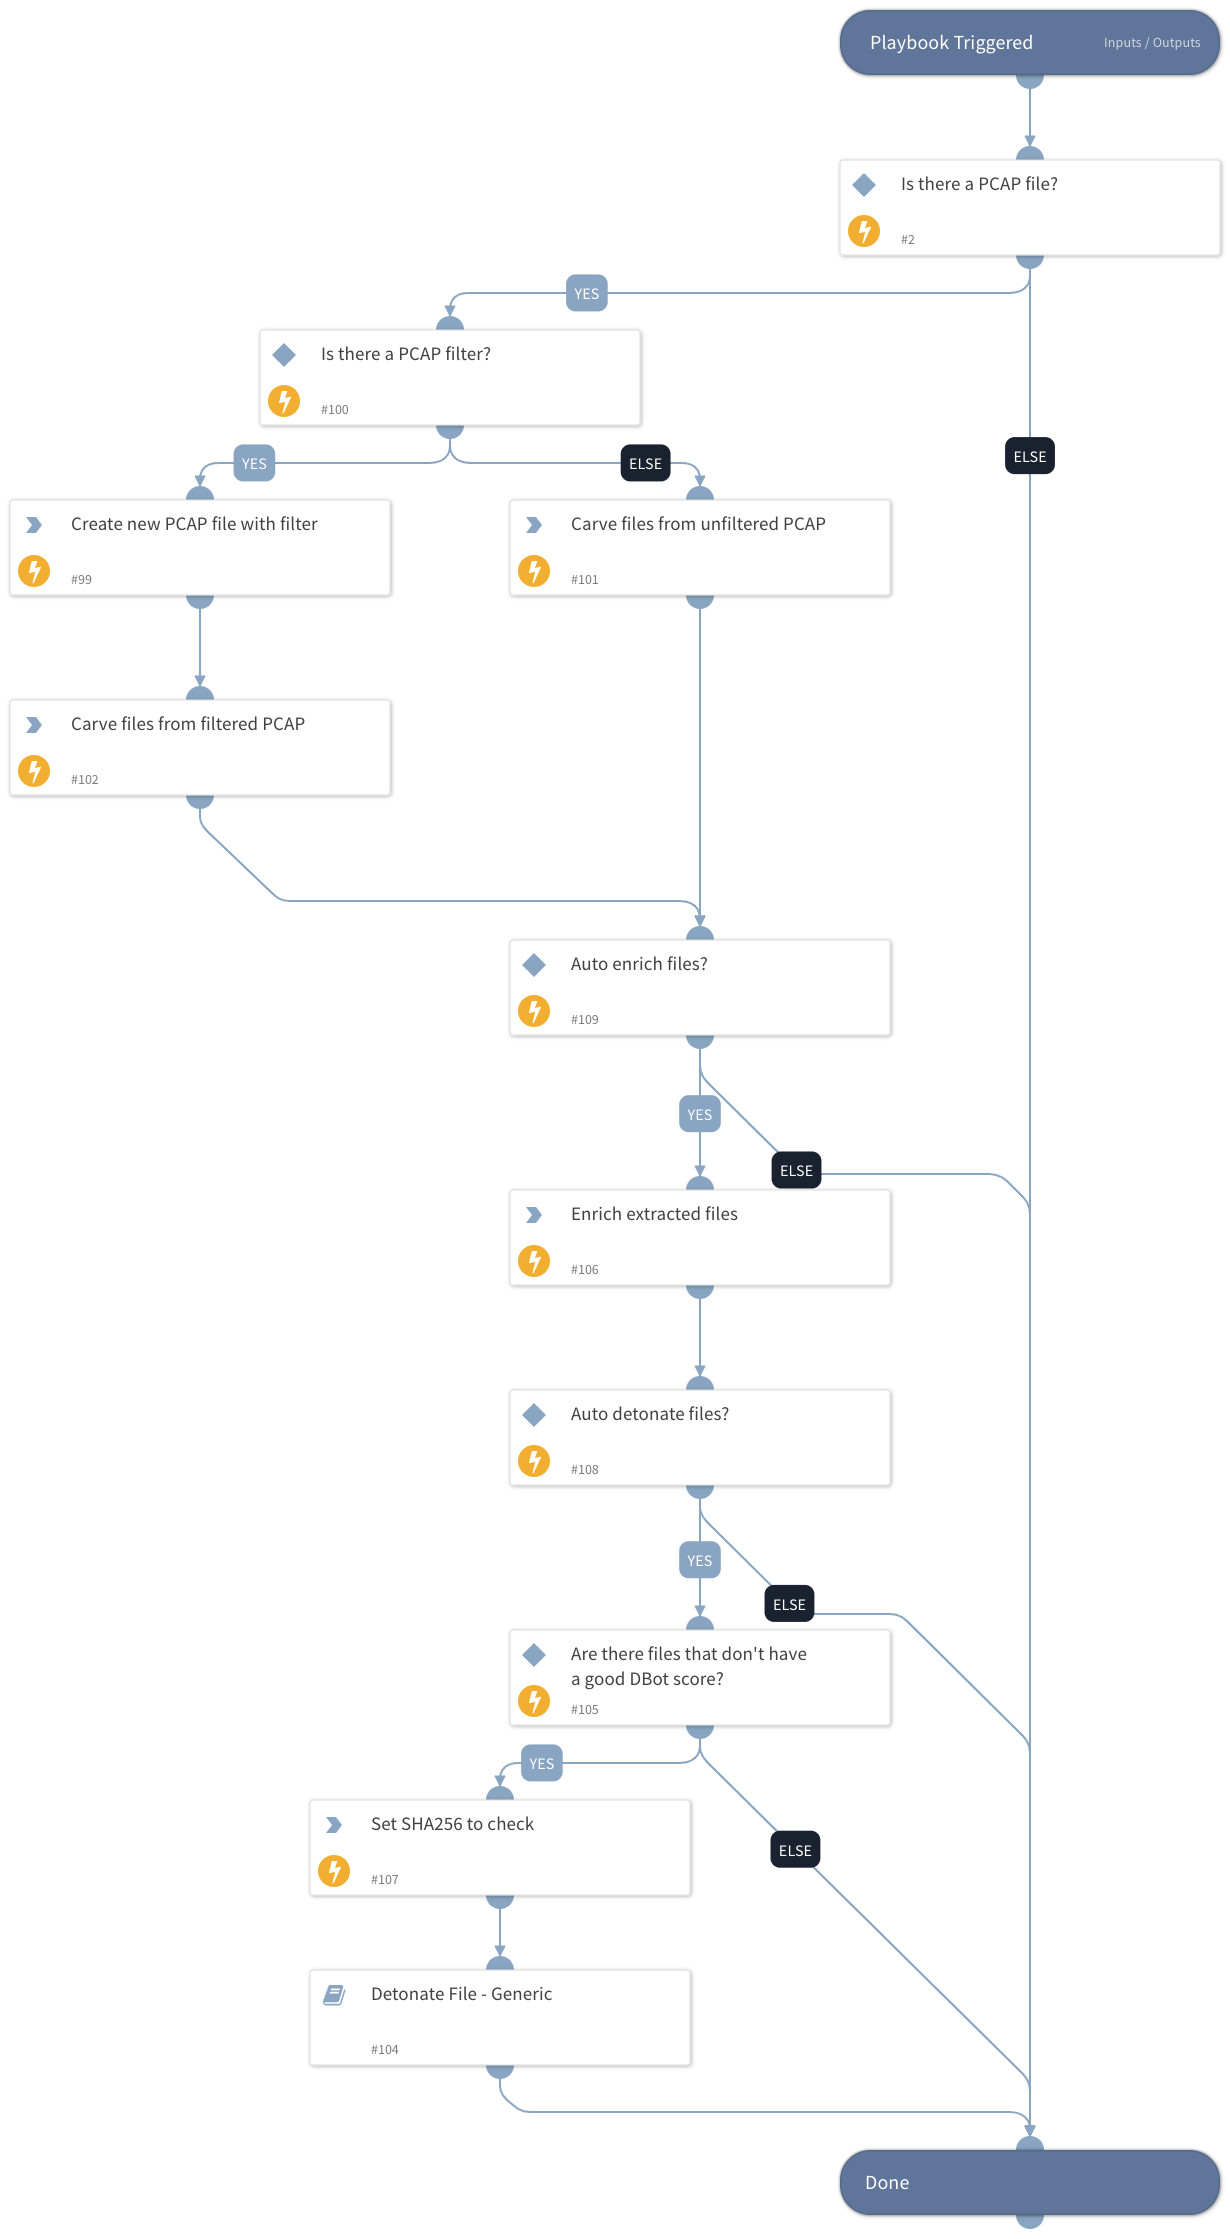 Playbook Triggered
Inputs / Outputs
Is there a PCAP file?
#2
YES
Is there a PCAP filter?
#100
ELSE
YES
ELSE
Create new PCAP file with filter
#99
Carve files from unfiltered PCAP
#101
Carve files from filtered PCAP
#102
Auto enrich files?
#109
YES
ELSE
Enrich extracted files
#106
Auto detonate files?
#108
YES
ELSE
Are there files that don't have
a good DBot score?
#105
YES
Set SHA256 to check
#107
ELSE
Detonate File - Generic
#104
Done